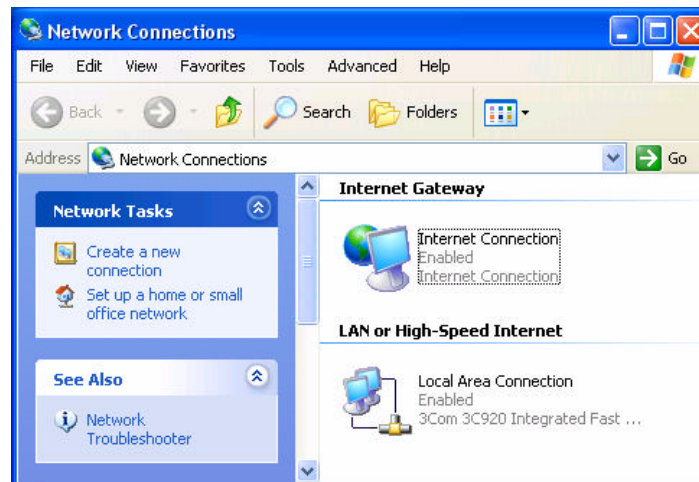 Network Connections
File Edit View Favorites Tools Advanced Help
Back Search Folders
Address Network Connections Go
Network Tasks
Create a new
connection
Set up a home or small
office network
See Also
Network
Troubleshooter
Internet Gateway
Internet Connection
Enabled
Internet Connection
LAN or High-Speed Internet
Local Area Connection
Enabled
3Com 3C920 Integrated Fast ...